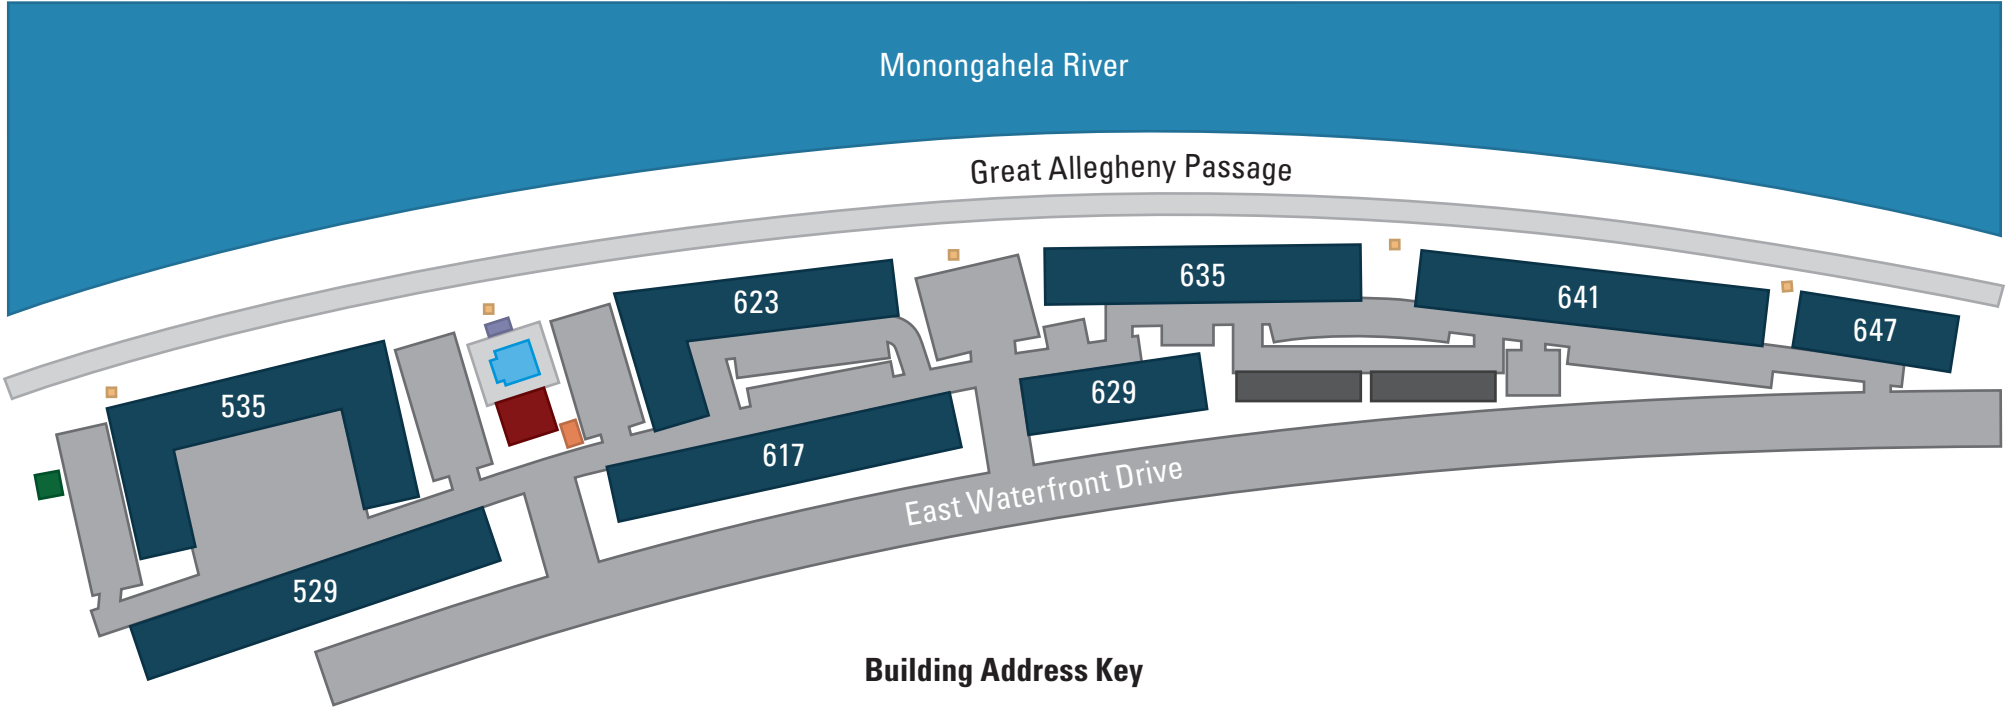 Monongahela River
Great Allegheny Passage
635
641
623
647
629
535
617
East Waterfront Drive
529
Building Address Key